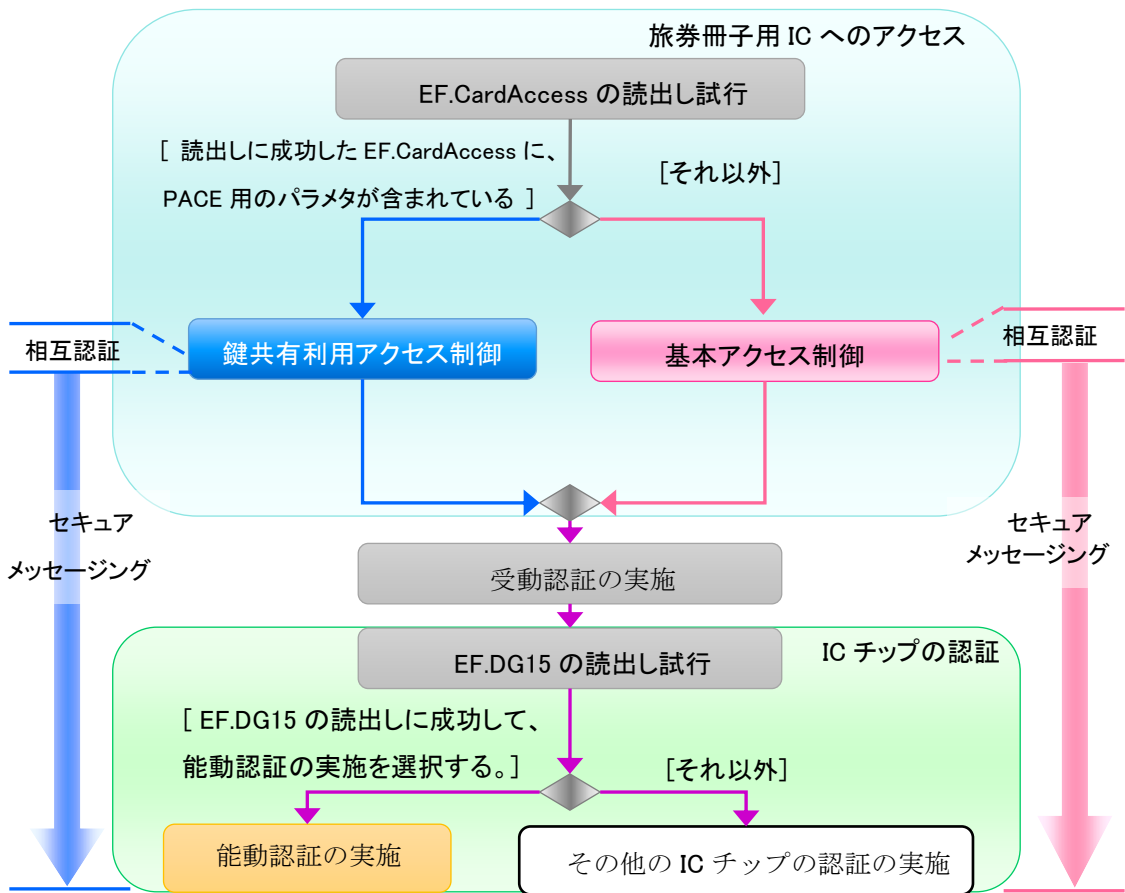 旅券冊子用 IC へのアクセス
EF.CardAccess の読出し試行
[ 読出しに成功した EF.CardAccess に、
PACE 用のパラメタが含まれている ]
[それ以外]
相互認証
鍵共有利用アクセス制御
基本アクセス制御
相互認証
セキュア
メッセージング
セキュア
メッセージング
受動認証の実施
IC チップの認証
EF.DG15 の読出し試行
[ EF.DG15 の読出しに成功して、
能動認証の実施を選択する。]
[それ以外]
能動認証の実施
その他の IC チップの認証の実施